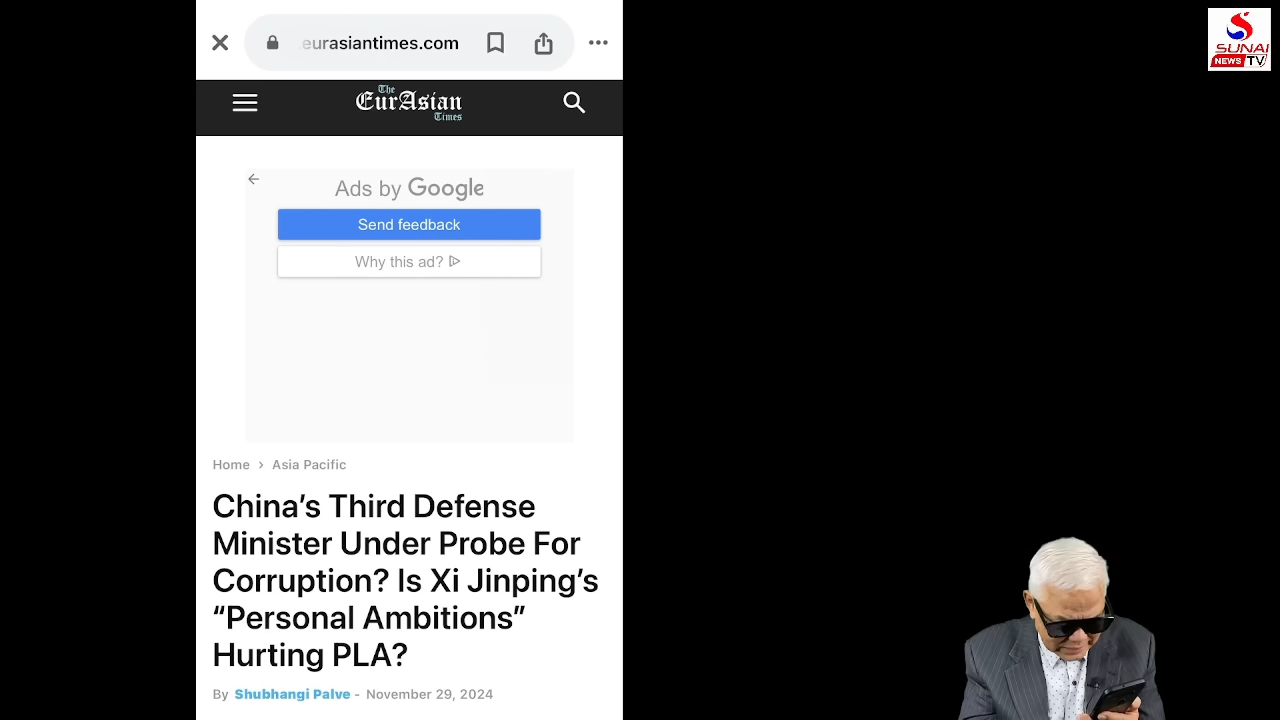 .eurasiantimes.com
SUNAI
NEWS TV
The
EurAsian
Times
Ads by Google
Send feedback
Why this ad?
Home › Asia Pacific
China’s Third Defense
Minister Under Probe For
Corruption? Is Xi Jinping’s
“Personal Ambitions”
Hurting PLA?
By Shubhangi Palve - November 29, 2024